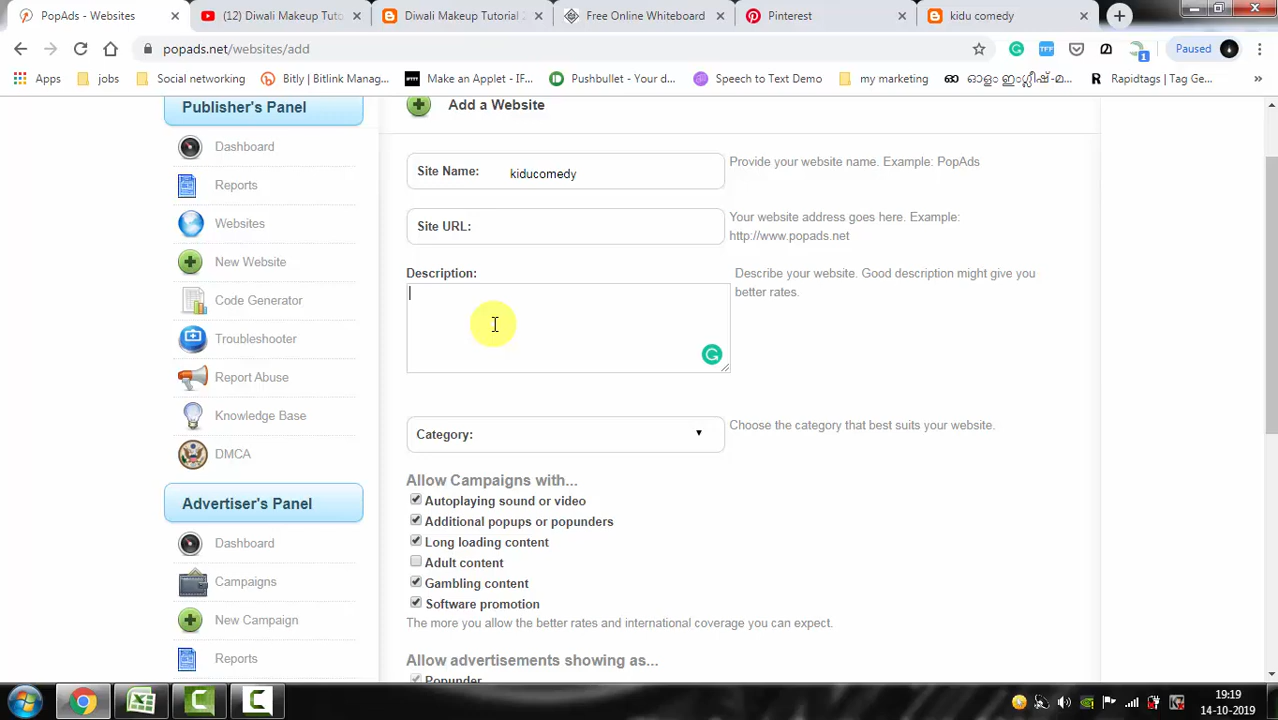 PopAds - Websites
(12) Diwali Makeup Tuto
Diwali Makeup Tutorial 2
Free Online Whiteboard
Pinterest
kidu comedy
popads.net/websites/add
TFF
1
Paused
Apps
jobs
Social networking
Bitly | Bitlink Manag...
Make an Applet - IF...
Pushbullet - Your d...
Speech to Text Demo
my marketing
ഓളാ ഇംഗ്ലീഷ്-മ...
Rapidtags | Tag Ge...
»
Publisher's Panel
Dashboard
Reports
Websites
New Website
Code Generator
Troubleshooter
Report Abuse
Knowledge Base
DMCA
Advertiser's Panel
Dashboard
Campaigns
New Campaign
Reports
Add a Website
Site Name: kiducomedy
Provide your website name. Example: PopAds
Site URL:
Your website address goes here. Example:
http://www.popads.net
Description:
Describe your website. Good description might give you
better rates.
Category:
Choose the category that best suits your website.
Allow Campaigns with...
Autoplaying sound or video
Additional popups or popunders
Long loading content
Adult content
Gambling content
Software promotion
The more you allow the better rates and international coverage you can expect.
Allow advertisements showing as...
Popunder
19:19
14-10-2019